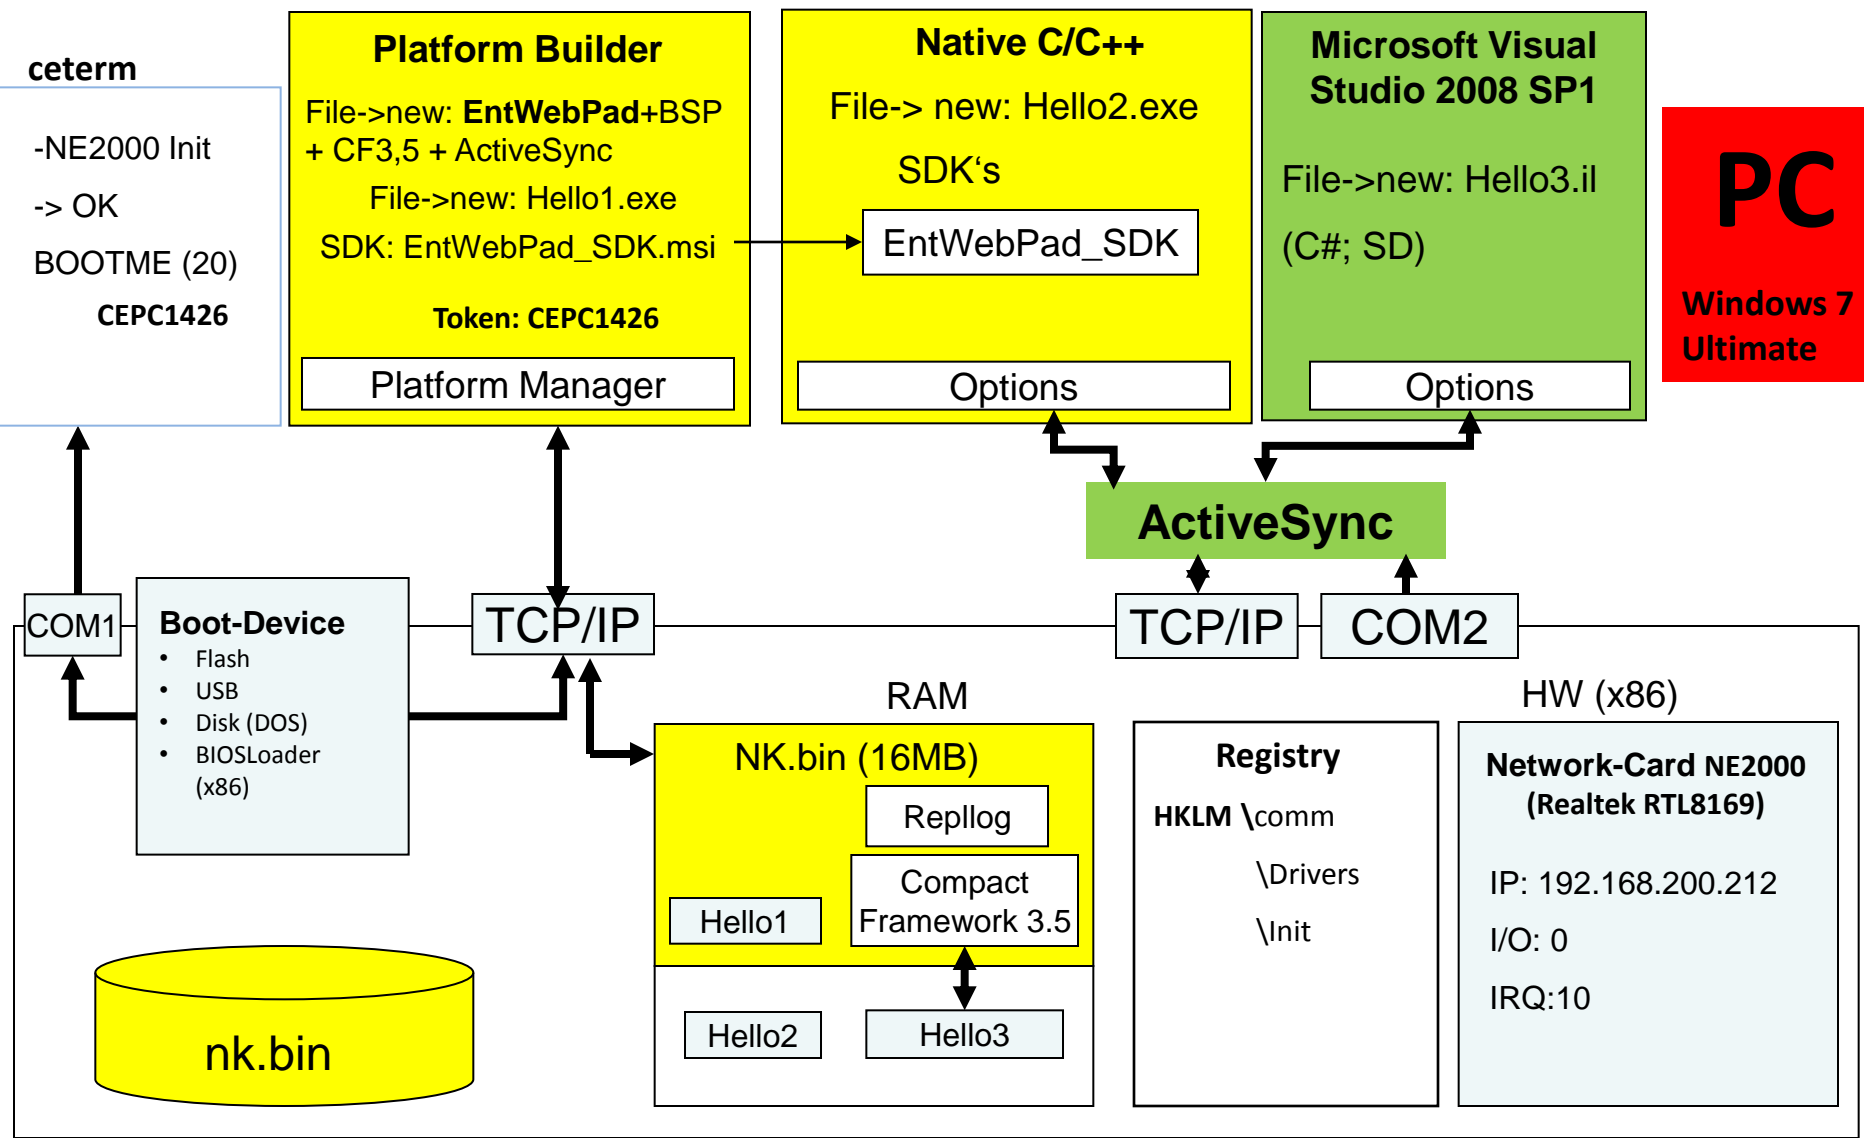 ceterm
-NE2000 Init
-> OK
BOOTME (20)
CEPC1426
Platform Builder
File->new: EntWebPad+BSP
+ CF3,5 + ActiveSync
File->new: Hello1.exe
SDK: EntWebPad_SDK.msi
Token: CEPC1426
Platform Manager
Native C/C++
File-> new: Hello2.exe
SDK‘s
EntWebPad_SDK
Options
Microsoft Visual
Studio 2008 SP1
File->new: Hello3.il
(C#; SD)
Options
PC
Windows 7
Ultimate
ActiveSync
COM1
Boot-Device
• Flash
• USB
• Disk (DOS)
• BIOSLoader
(x86)
TCP/IP
TCP/IP
COM2
RAM
HW (x86)
NK.bin (16MB)
Repllog
Compact
Framework 3.5
Hello1
Hello2
Hello3
Registry
HKLM \comm
\Drivers
\Init
Network-Card NE2000
(Realtek RTL8169)
IP: 192.168.200.212
I/O: 0
IRQ:10
nk.bin